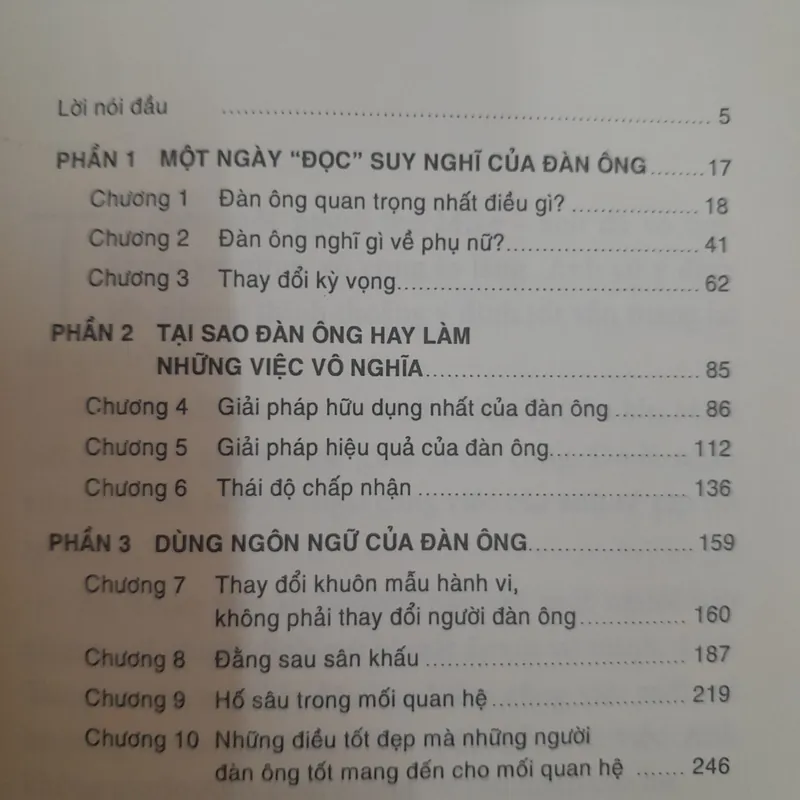 Lời nói đầu ........ 5
PHẦN 1 MỘT NGÀY “ĐỌC” SUY NGHĨ CỦA ĐÀN ÔNG ........ 17
Chương 1 Đàn ông quan trọng nhất điều gì? ........ 18
Chương 2 Đàn ông nghĩ gì về phụ nữ? ........ 41
Chương 3 Thay đổi kỳ vọng ........ 62
PHẦN 2 TẠI SAO ĐÀN ÔNG HAY LÀM
NHỮNG VIỆC VÔ NGHĨA ........ 85
Chương 4 Giải pháp hữu dụng nhất của đàn ông ........ 86
Chương 5 Giải pháp hiệu quả của đàn ông ........ 112
Chương 6 Thái độ chấp nhận ........ 136
PHẦN 3 DÙNG NGÔN NGỮ CỦA ĐÀN ÔNG ........ 159
Chương 7 Thay đổi khuôn mẫu hành vi,
không phải thay đổi người đàn ông ........ 160
Chương 8 Đằng sau sân khấu ........ 187
Chương 9 Hố sâu trong mối quan hệ ........ 219
Chương 10 Những điều tốt đẹp mà những người
đàn ông tốt mang đến cho mối quan hệ ........ 246